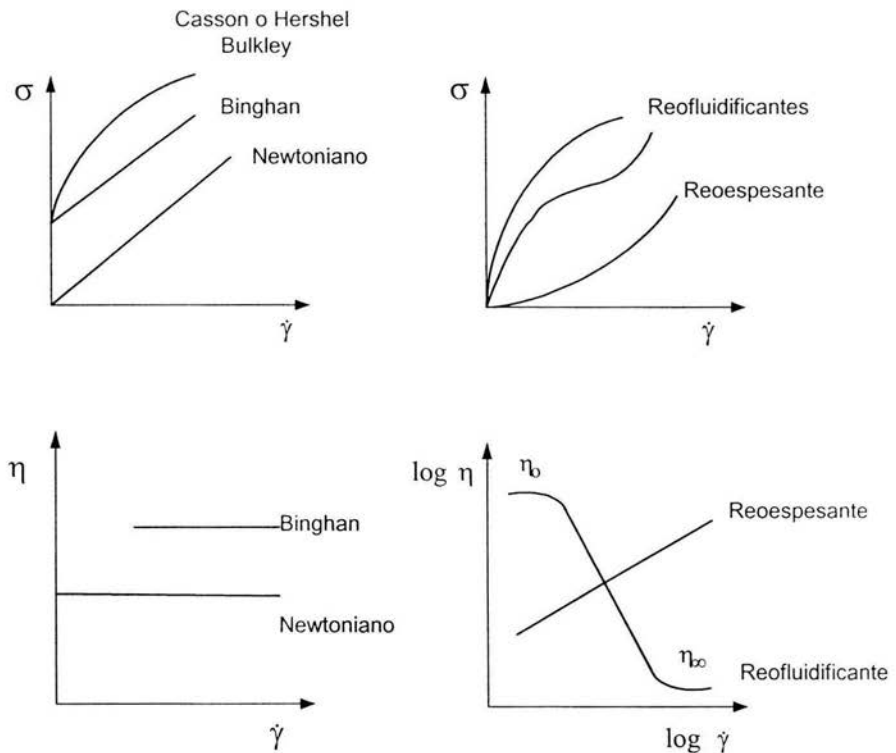 Casson o Hershel
Bulkley
σ
Binghan
Newtoniano
γ̇
σ
Reofluidificantes
Reoespesante
γ̇
η
Binghan
Newtoniano
γ̇
log η
η₀
Reoespesante
η∞
Reofluidificante
log γ̇